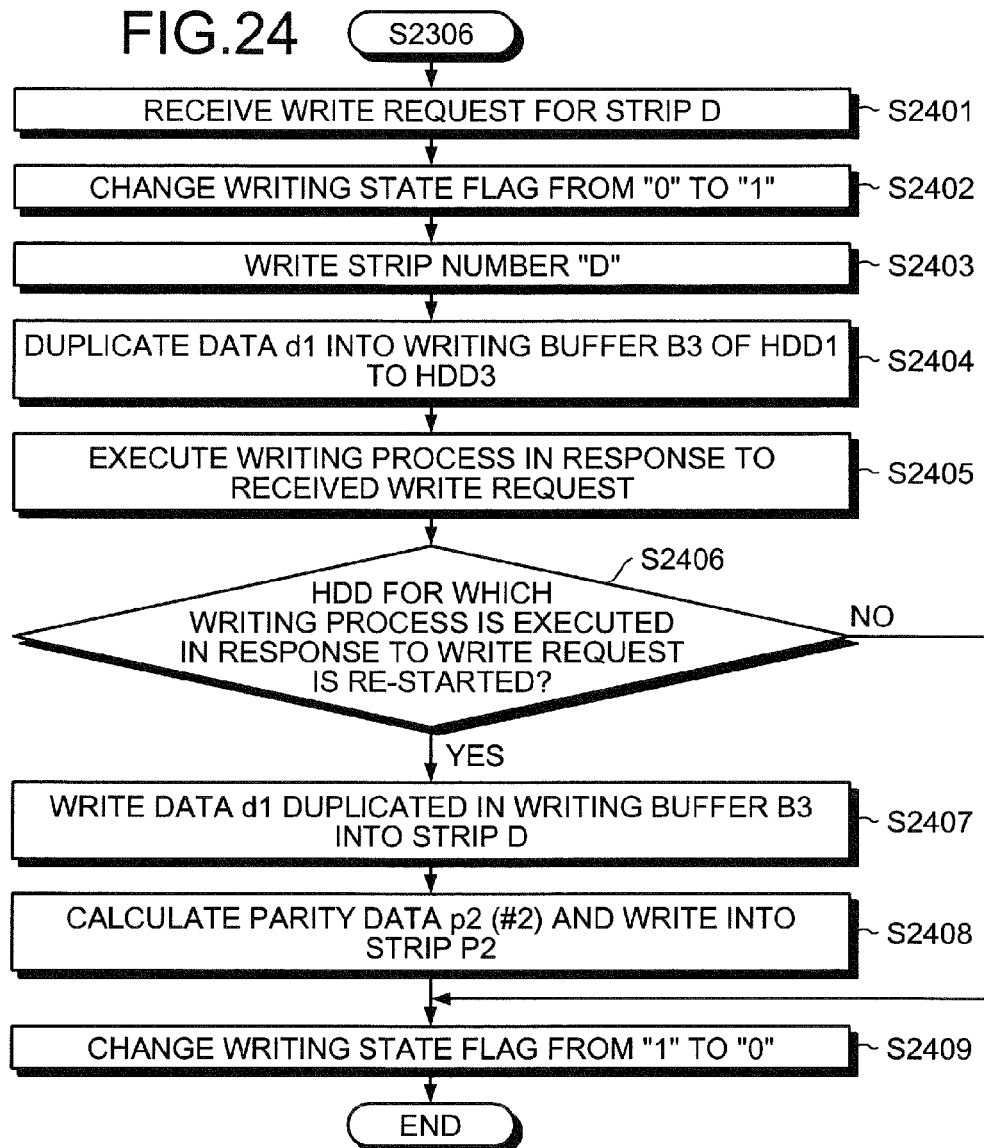 FIG.24
S2306
RECEIVE WRITE REQUEST FOR STRIP D
S2401
CHANGE WRITING STATE FLAG FROM "0" TO "1"
S2402
WRITE STRIP NUMBER "D"
S2403
DUPLICATE DATA d1 INTO WRITING BUFFER B3 OF HDD1
TO HDD3
S2404
EXECUTE WRITING PROCESS IN RESPONSE TO
RECEIVED WRITE REQUEST
S2405
S2406
HDD FOR WHICH
WRITING PROCESS IS EXECUTED
IN RESPONSE TO WRITE REQUEST
IS RE-STARTED?
NO
YES
WRITE DATA d1 DUPLICATED IN WRITING BUFFER B3
INTO STRIP D
S2407
CALCULATE PARITY DATA p2 (#2) AND WRITE INTO
STRIP P2
S2408
CHANGE WRITING STATE FLAG FROM "1" TO "0"
S2409
END